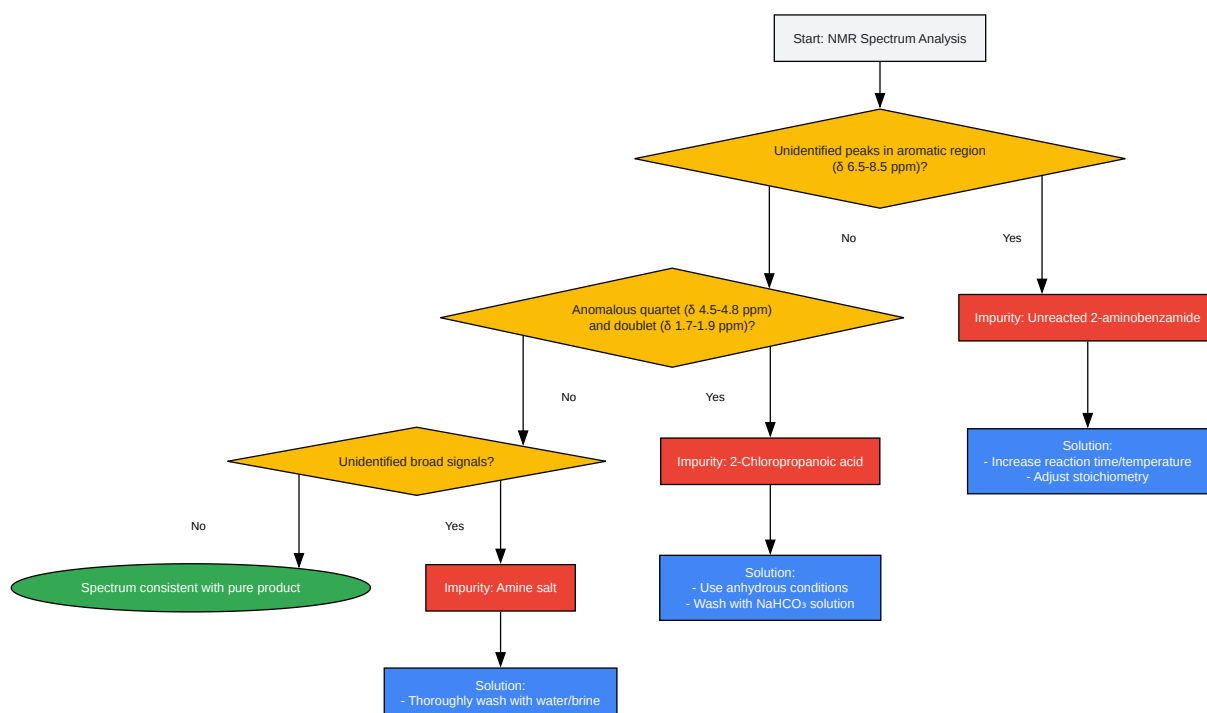 Start: NMR Spectrum Analysis
Unidentified peaks in aromatic region
(δ 6.5-8.5 ppm)?
No
Yes
Anomalous quartet (δ 4.5-4.8 ppm)
and doublet (δ 1.7-1.9 ppm)?
Impurity: Unreacted 2-aminobenzamide
No
Yes
Solution:
- Increase reaction time/temperature
- Adjust stoichiometry
Unidentified broad signals?
Impurity: 2-Chloropropanoic acid
No
Yes
Spectrum consistent with pure product
Impurity: Amine salt
Solution:
- Use anhydrous conditions
- Wash with NaHCO₃ solution
Solution:
- Thoroughly wash with water/brine